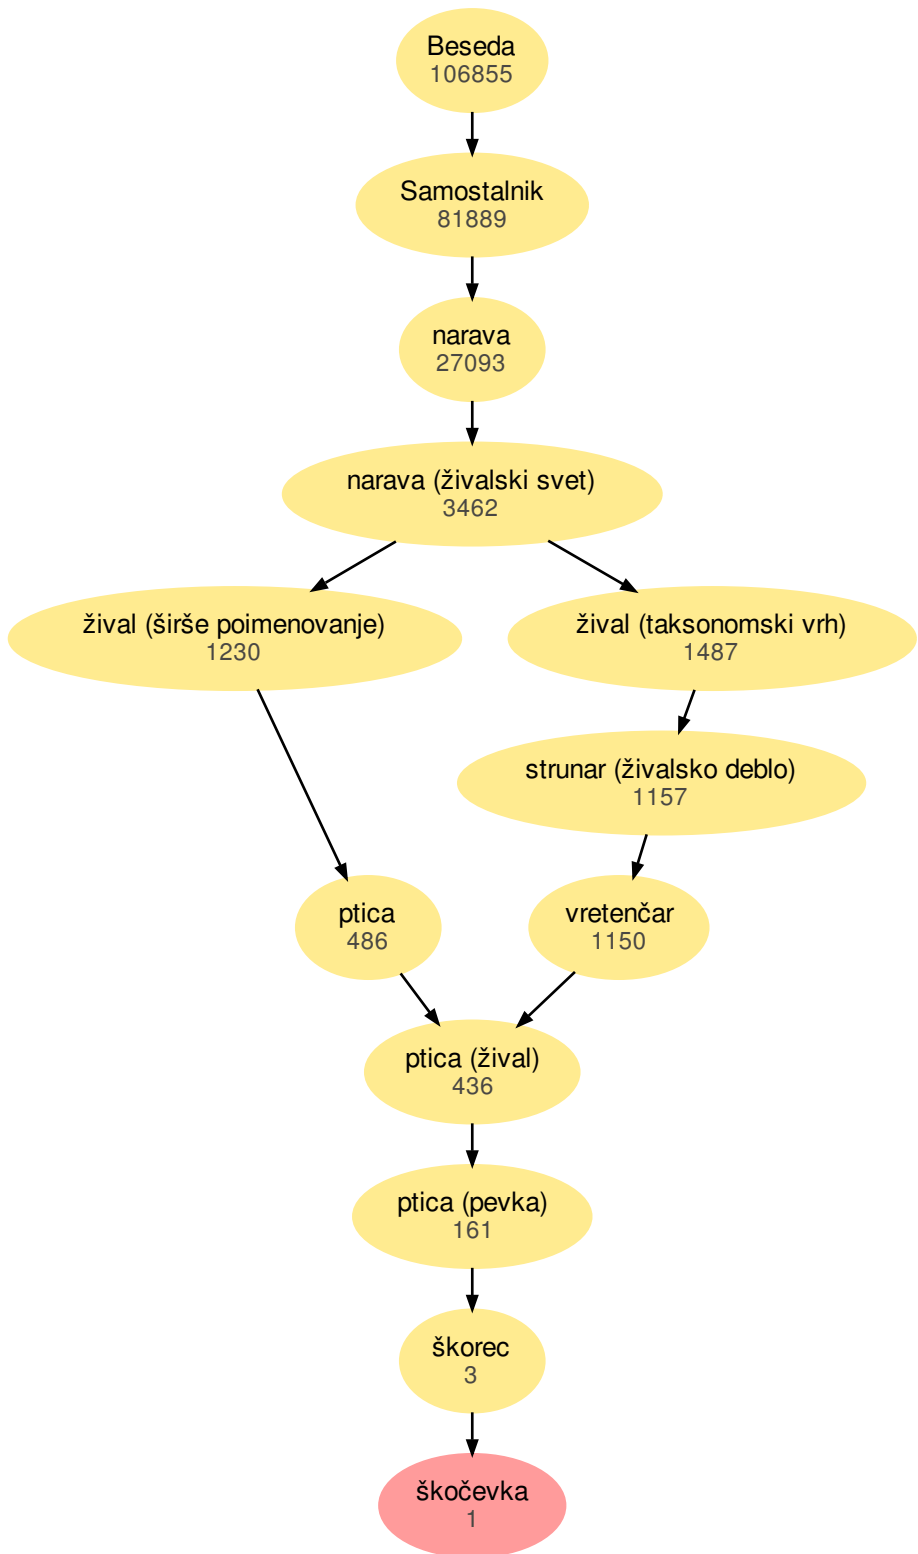 Beseda
106855
Samostalnik
81889
narava
27093
narava (živalski svet)
3462
žival (širše poimenovanje)
1230
žival (taksonomski vrh)
1487
strunar (živalsko deblo)
1157
ptica
486
vretenčar
1150
ptica (žival)
436
ptica (pevka)
161
škorec
3
škočevka
1